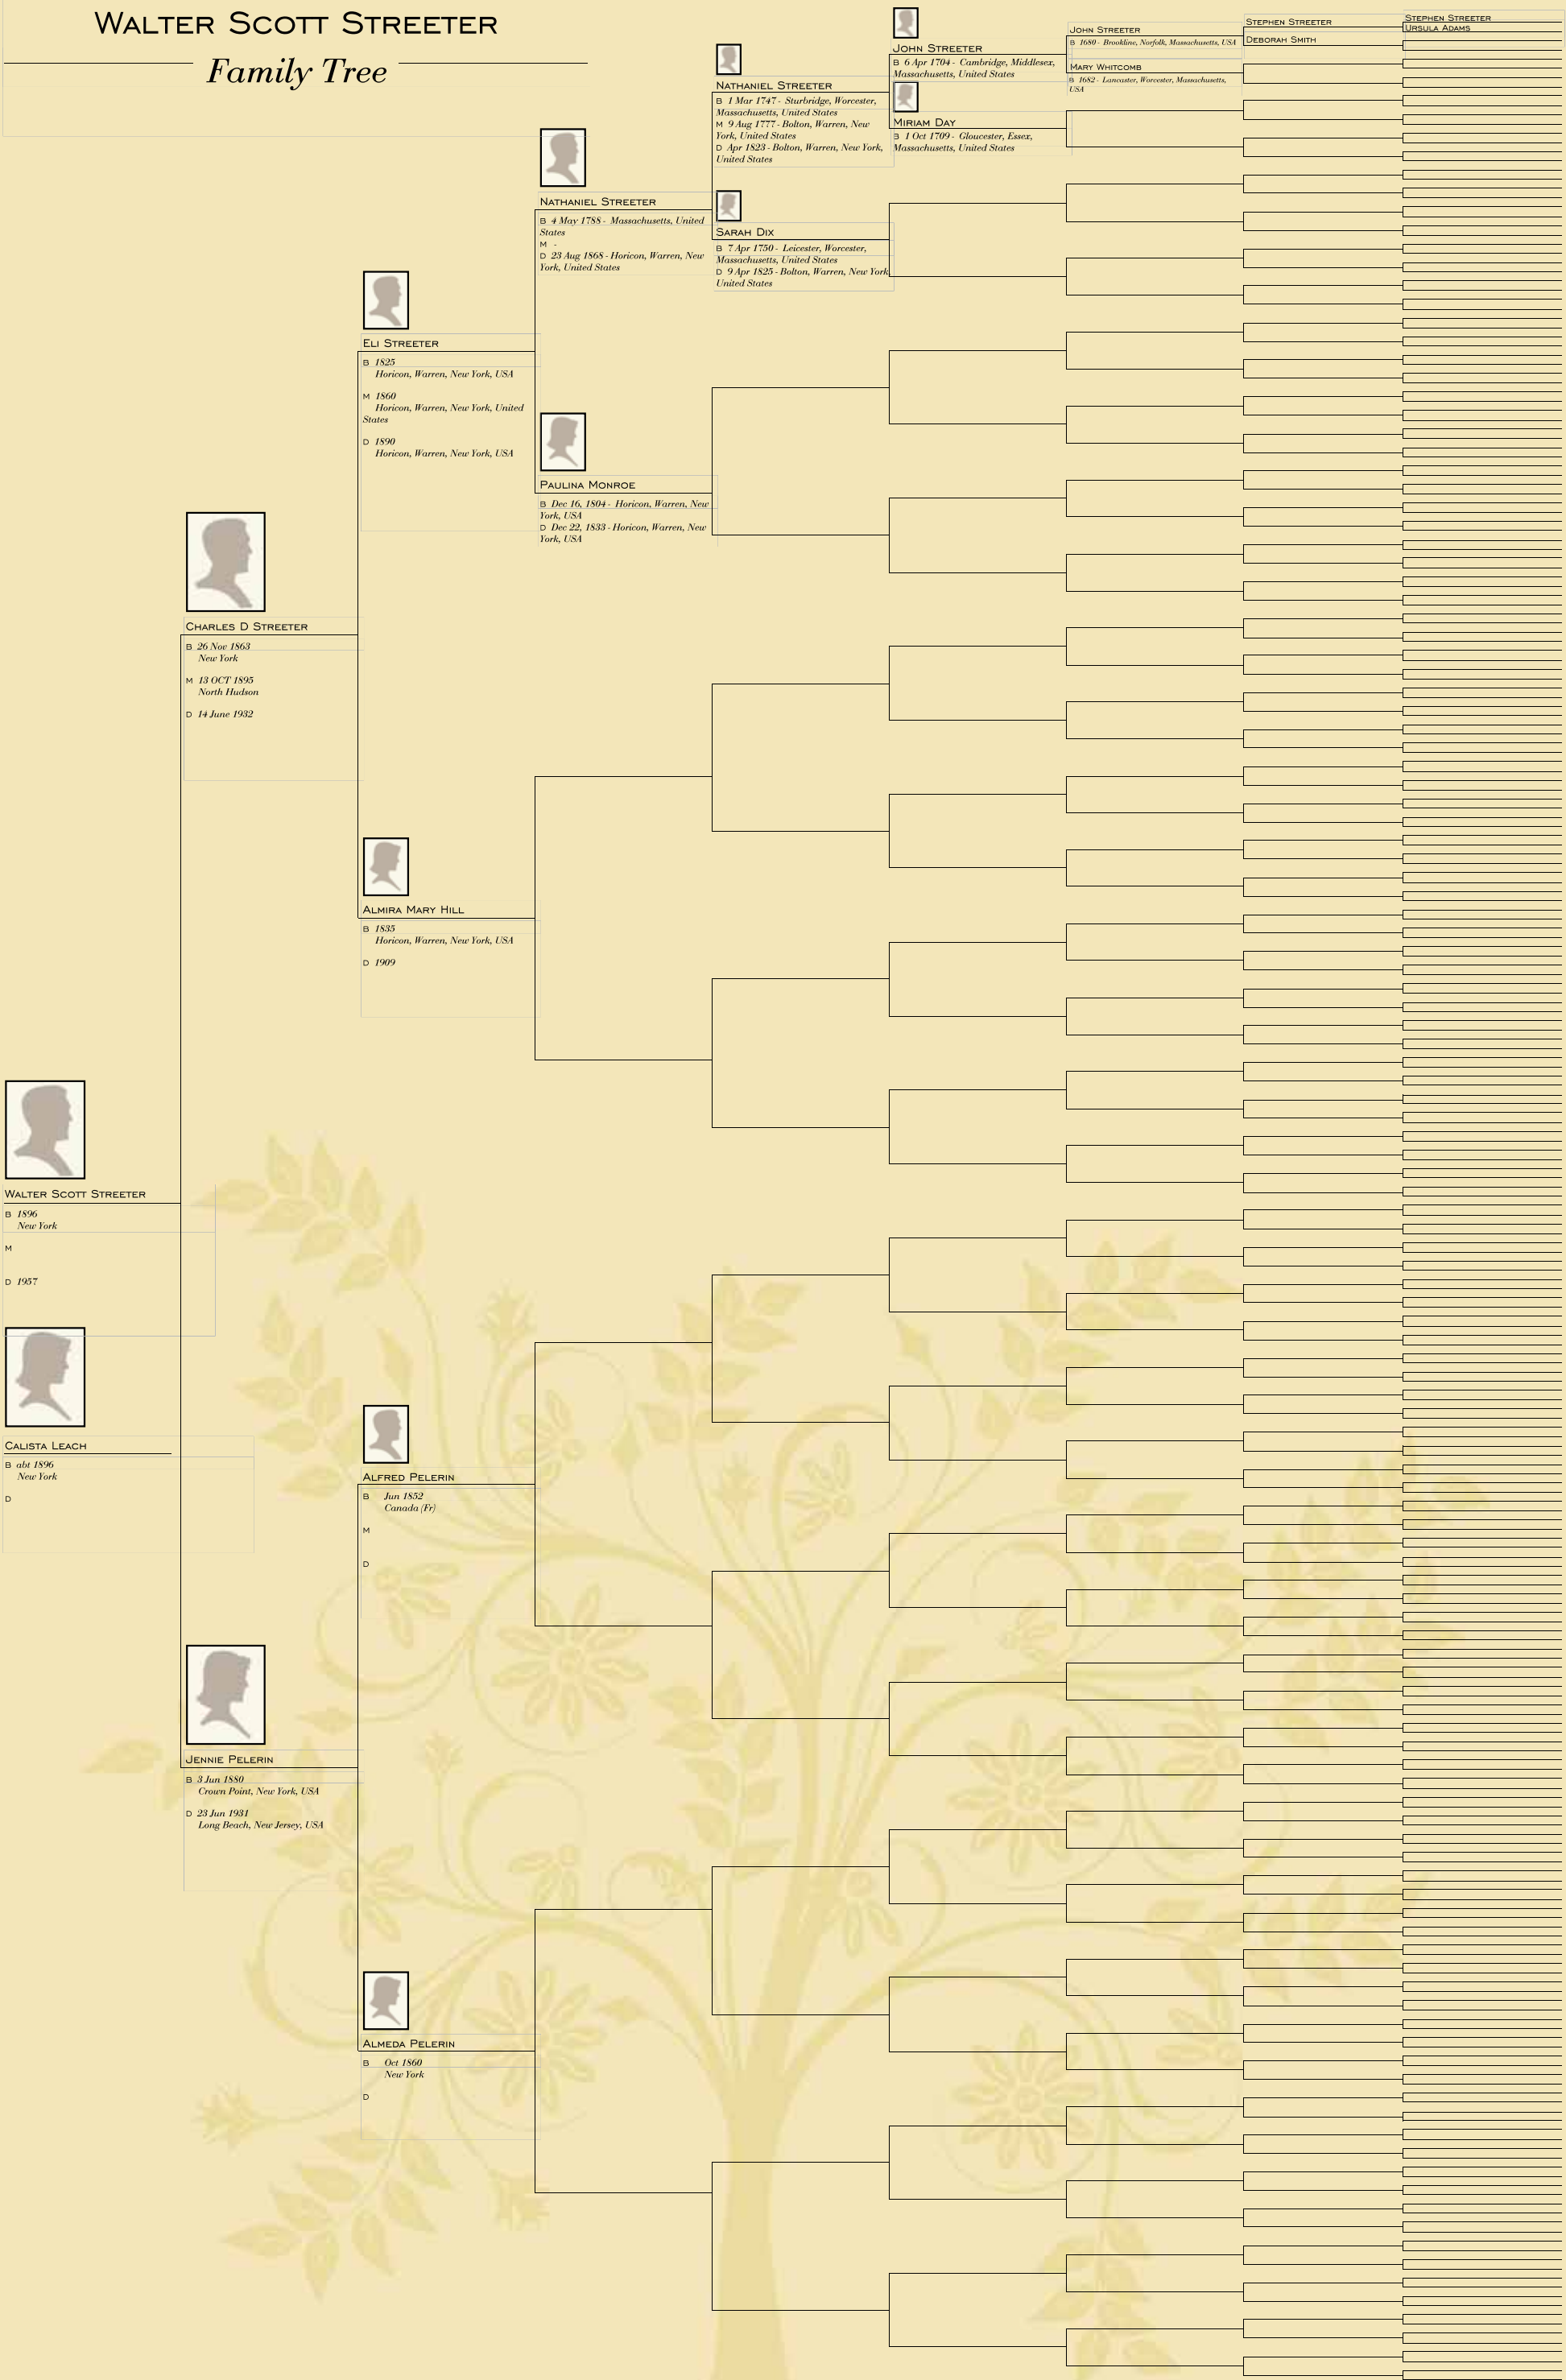 Walter Scott Streeter
Family Tree
Walter Scott Streeter
B 1896
New York
M
D 1957
Calista Leach
B abt 1896
New York
D
Charles D Streeter
B 26 Nov 1863
New York
M 13 OCT 1895
North Hudson
D 14 June 1932
Jennie Pelerin
B 3 Jun 1880
Crown Point, New York, USA
D 23 Jun 1931
Long Beach, New Jersey, USA
Eli Streeter
B 1825
Horicon, Warren, New York, USA
M 1860
Horicon, Warren, New York, United
States
D 1890
Horicon, Warren, New York, USA
Almira Mary Hill
B 1835
Horicon, Warren, New York, USA
D 1909
Alfred Pelerin
B Jun 1852
Canada (Fr)
M
D
Almeda Pelerin
B Oct 1860
New York
D
Nathaniel Streeter
B 4 May 1788 - Massachusetts, United
States
M -
D 23 Aug 1868 - Horicon, Warren, New
York, United States
Paulina Monroe
B Dec 16, 1804 - Horicon, Warren, New
York, USA
D Dec 22, 1833 - Horicon, Warren, New
York, USA
Nathaniel Streeter
B 1 Mar 1747 - Sturbridge, Worcester,
Massachusetts, United States
M 9 Aug 1777 - Bolton, Warren, New
York, United States
D Apr 1823 - Bolton, Warren, New York,
United States
Sarah Dix
B 7 Apr 1750 - Leicester, Worcester,
Massachusetts, United States
D 9 Apr 1825 - Bolton, Warren, New York
United States
John Streeter
B 6 Apr 1704 - Cambridge, Middlesex,
Massachusetts, United States
Miriam Day
B 1 Oct 1709 - Gloucester, Essex,
Massachusetts, United States
John Streeter
B 1680 - Brookline, Norfolk, Massachusetts, USA
Mary Whitcomb
B 1682 - Lancaster, Worcester, Massachusetts,
USA
Stephen Streeter
Deborah Smith
Stephen Streeter
Ursula Adams